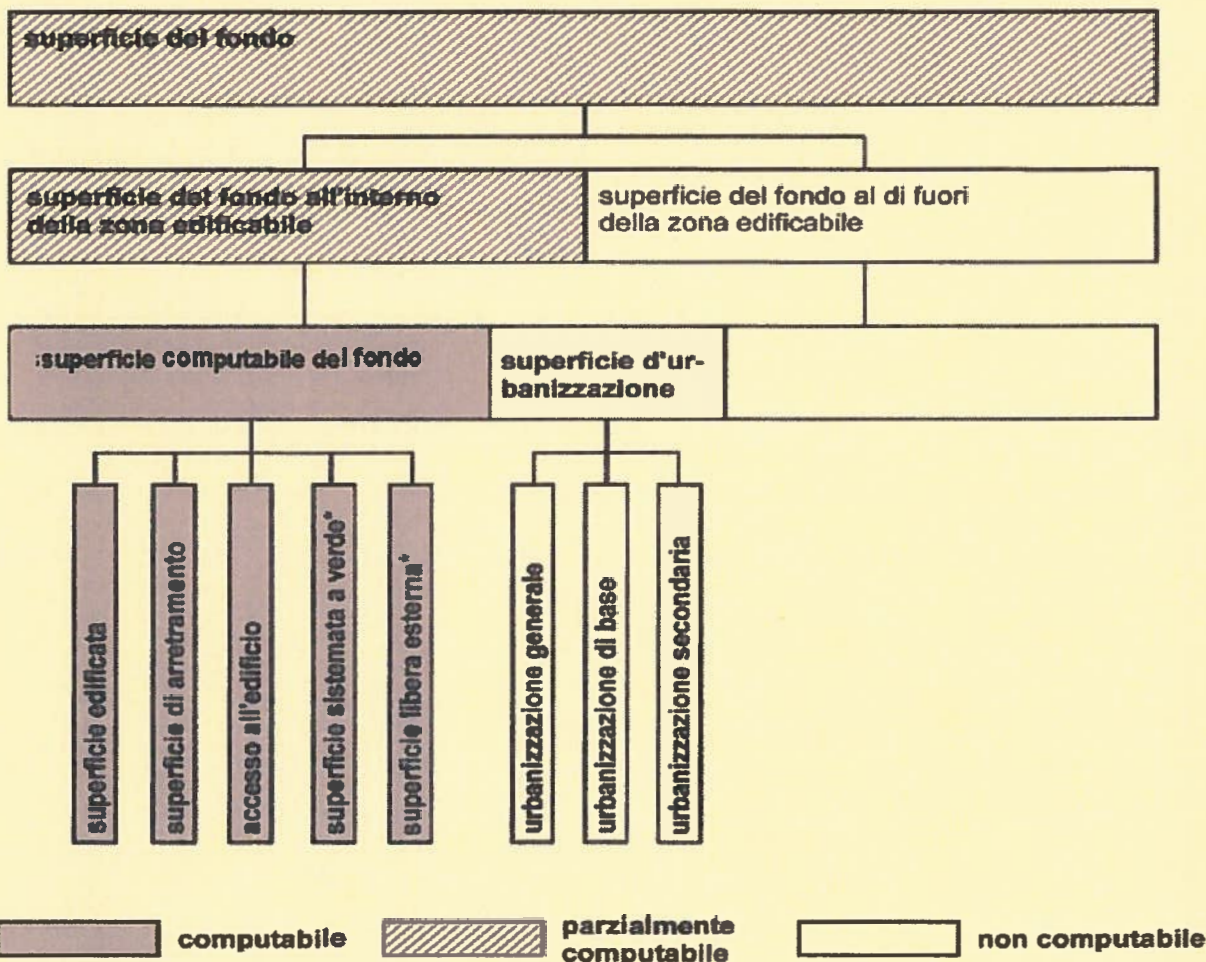 superficie del fondo
superficie del fondo all'interno
della zona edificabile
superficie del fondo al di fuori
della zona edificabile
superficie computabile del fondo
superficie d'ur-
banizzazione
superficie edificata
superficie di arretramento
accesso all'edificio
superficie sistemata a verde*
superficie libera esterna*
urbanizzazione generale
urbanizzazione di base
urbanizzazione secondaria
computabile
parzialmente
computabile
non computabile